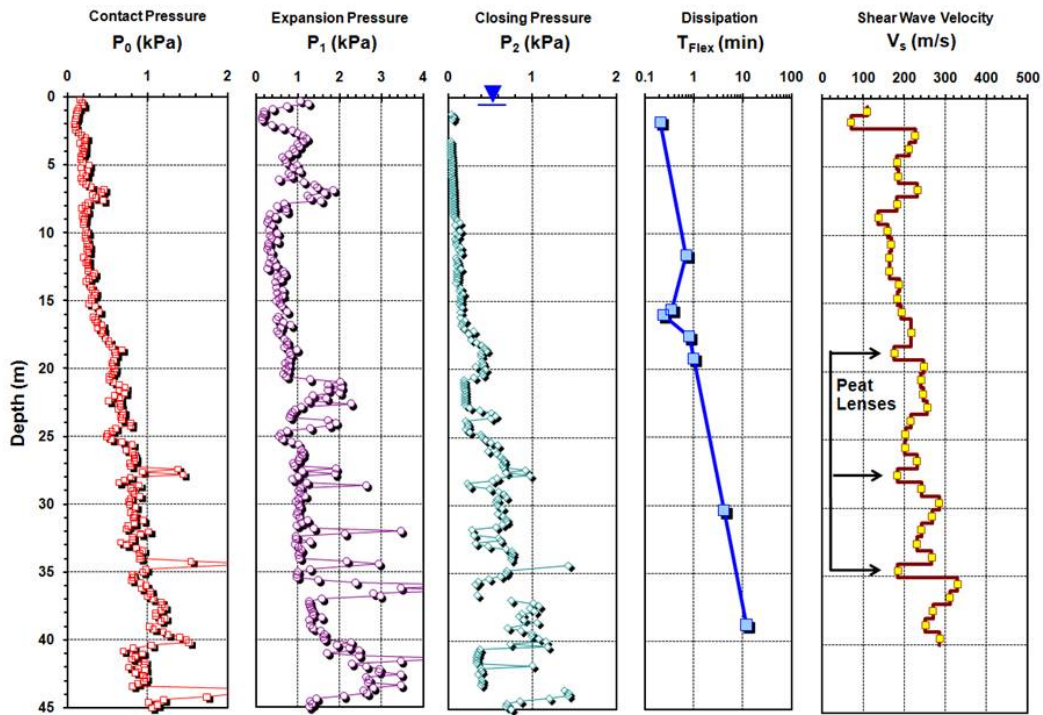 Contact Pressure
P₀ (kPa)
0 1 2
Expansion Pressure
P₁ (kPa)
0 1 2 3 4
Closing Pressure
P₂ (kPa)
0 1 2
Dissipation
T_Flex (min)
0.1 1 10 100
Shear Wave Velocity
Vₛ (m/s)
0 100 200 300 400 500
Depth (m)
0
5
10
15
20
25
30
35
40
45
Peat
Lenses